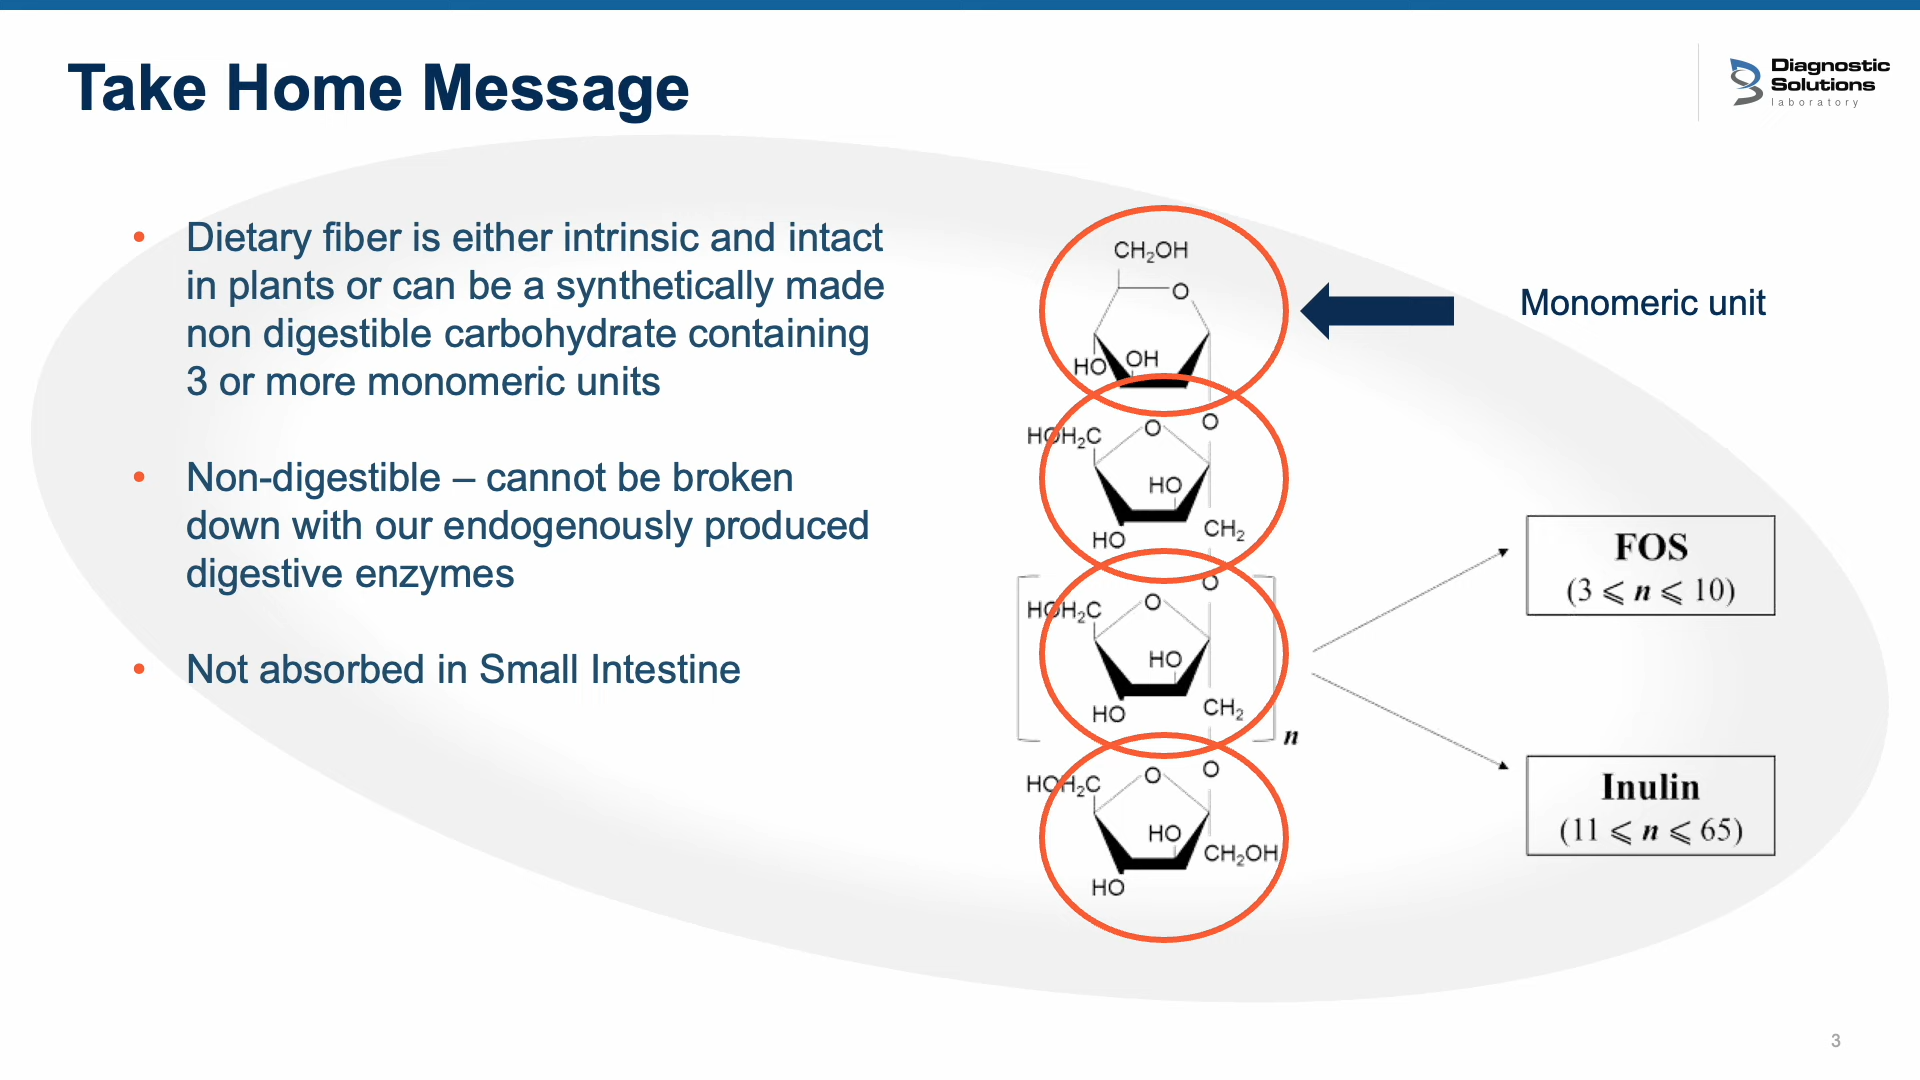 Take Home Message
Diagnostic
Solutions
laboratory
• Dietary fiber is either intrinsic and intact
in plants or can be a synthetically made
non digestible carbohydrate containing
3 or more monomeric units
• Non-digestible – cannot be broken
down with our endogenously produced
digestive enzymes
• Not absorbed in Small Intestine
CH₂OH
O
HO OH
Monomeric unit
O
HOH₂C O
HO
HO CH₂
O
HOH₂C O
HO
HO CH₂
n
O
HOH₂C O
HO
CH₂OH
HO
FOS
(3 ⩽ n ⩽ 10)
Inulin
(11 ⩽ n ⩽ 65)
3